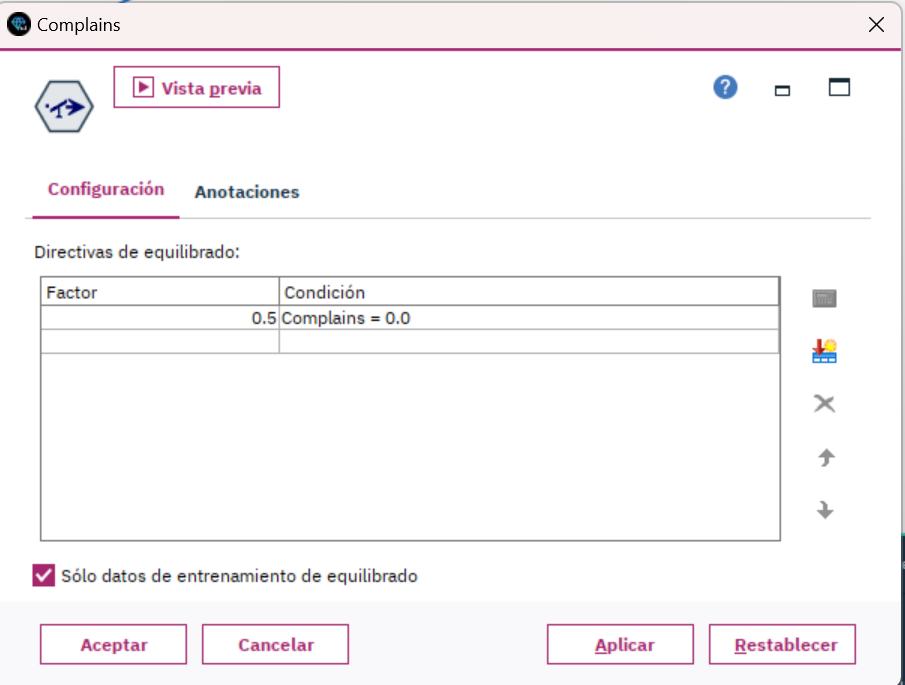 Complains
Vista previa
?
Configuración
Anotaciones
Directivas de equilibrado:
Factor Condición
0.5 Complains = 0.0
Sólo datos de entrenamiento de equilibrado
Aceptar Cancelar Aplicar Restablecer